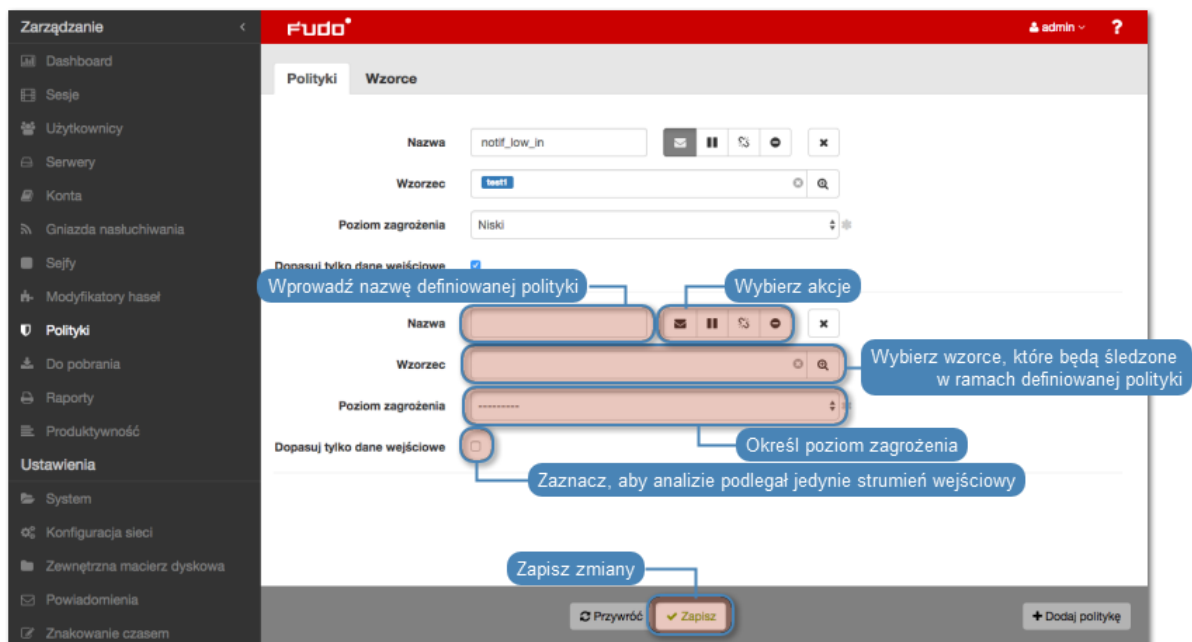 Zarządzanie
Dashboard
Sesje
Użytkownicy
Serwery
Konta
Gniazda nasłuchiwania
Sejfy
Modyfikatory haseł
Polityki
Do pobrania
Raporty
Produktywność
Ustawienia
System
Konfiguracja sieci
Zewnętrzna macierz dyskowa
Powiadomienia
Znakowanie czasem
FUDO
admin ?
Polityki Wzorce
Nazwa notif_low_in
Wzorzec test1
Poziom zagrożenia Niski
Dopasuj tylko dane wejściowe
Wprowadź nazwę definiowanej polityki
Wybierz akcje
Nazwa
Wzorzec
Wybierz wzorce, które będą śledzone
w ramach definiowanej polityki
Poziom zagrożenia ---------
Określ poziom zagrożenia
Dopasuj tylko dane wejściowe
Zaznacz, aby analizie podlegał jedynie strumień wejściowy
Zapisz zmiany
Przywróć Zapisz + Dodaj politykę